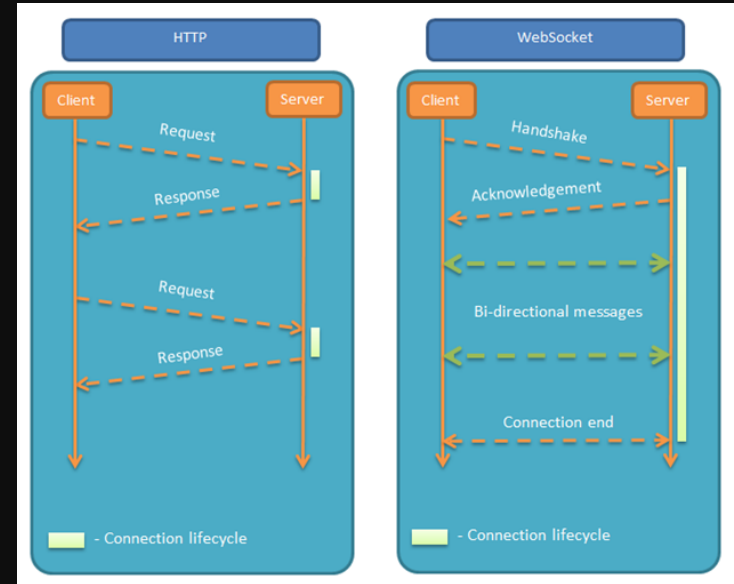 HTTP
Client
Server
Request
Response
Request
Response
- Connection lifecycle
WebSocket
Client
Server
Handshake
Acknowledgement
Bi-directional messages
Connection end
- Connection lifecycle